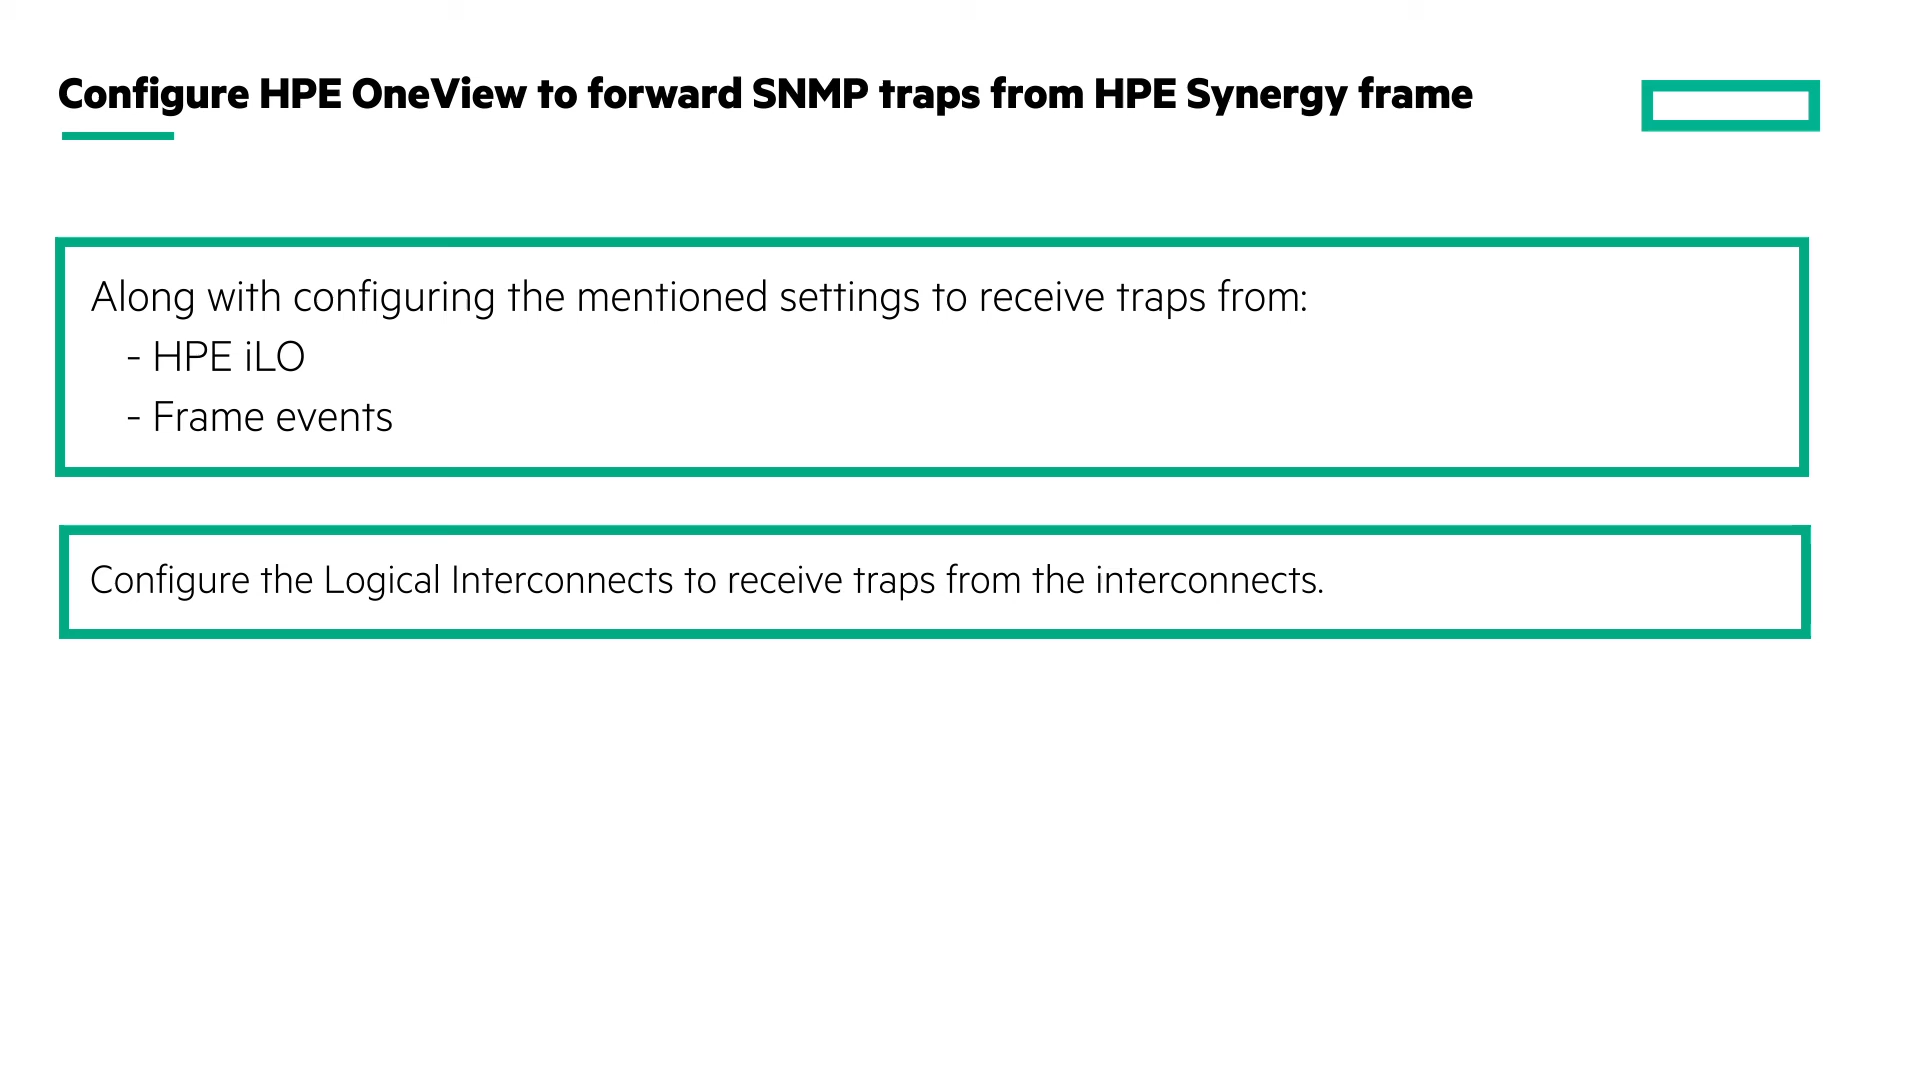 Configure HPE OneView to forward SNMP traps from HPE Synergy frame
Along with configuring the mentioned settings to receive traps from:
- HPE iLO
- Frame events
Configure the Logical Interconnects to receive traps from the interconnects.